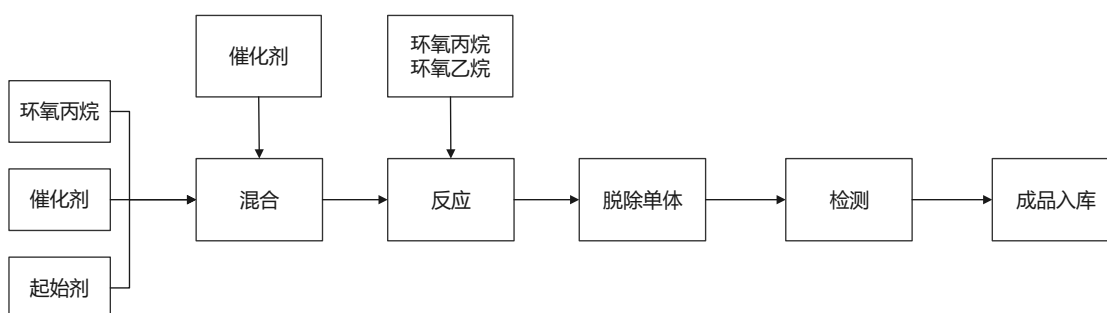 催化剂
环氧丙烷
环氧乙烷
环氧丙烷
催化剂
起始剂
混合
反应
脱除单体
检测
成品入库